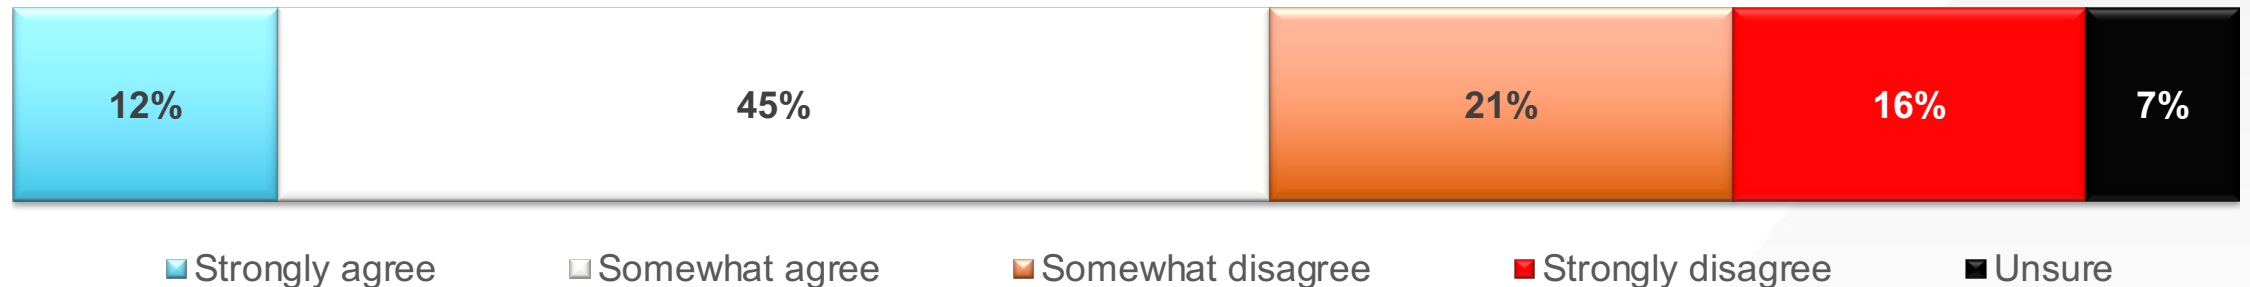 12% 45% 21% 16% 7%
Strongly agree Somewhat agree Somewhat disagree Strongly disagree Unsure